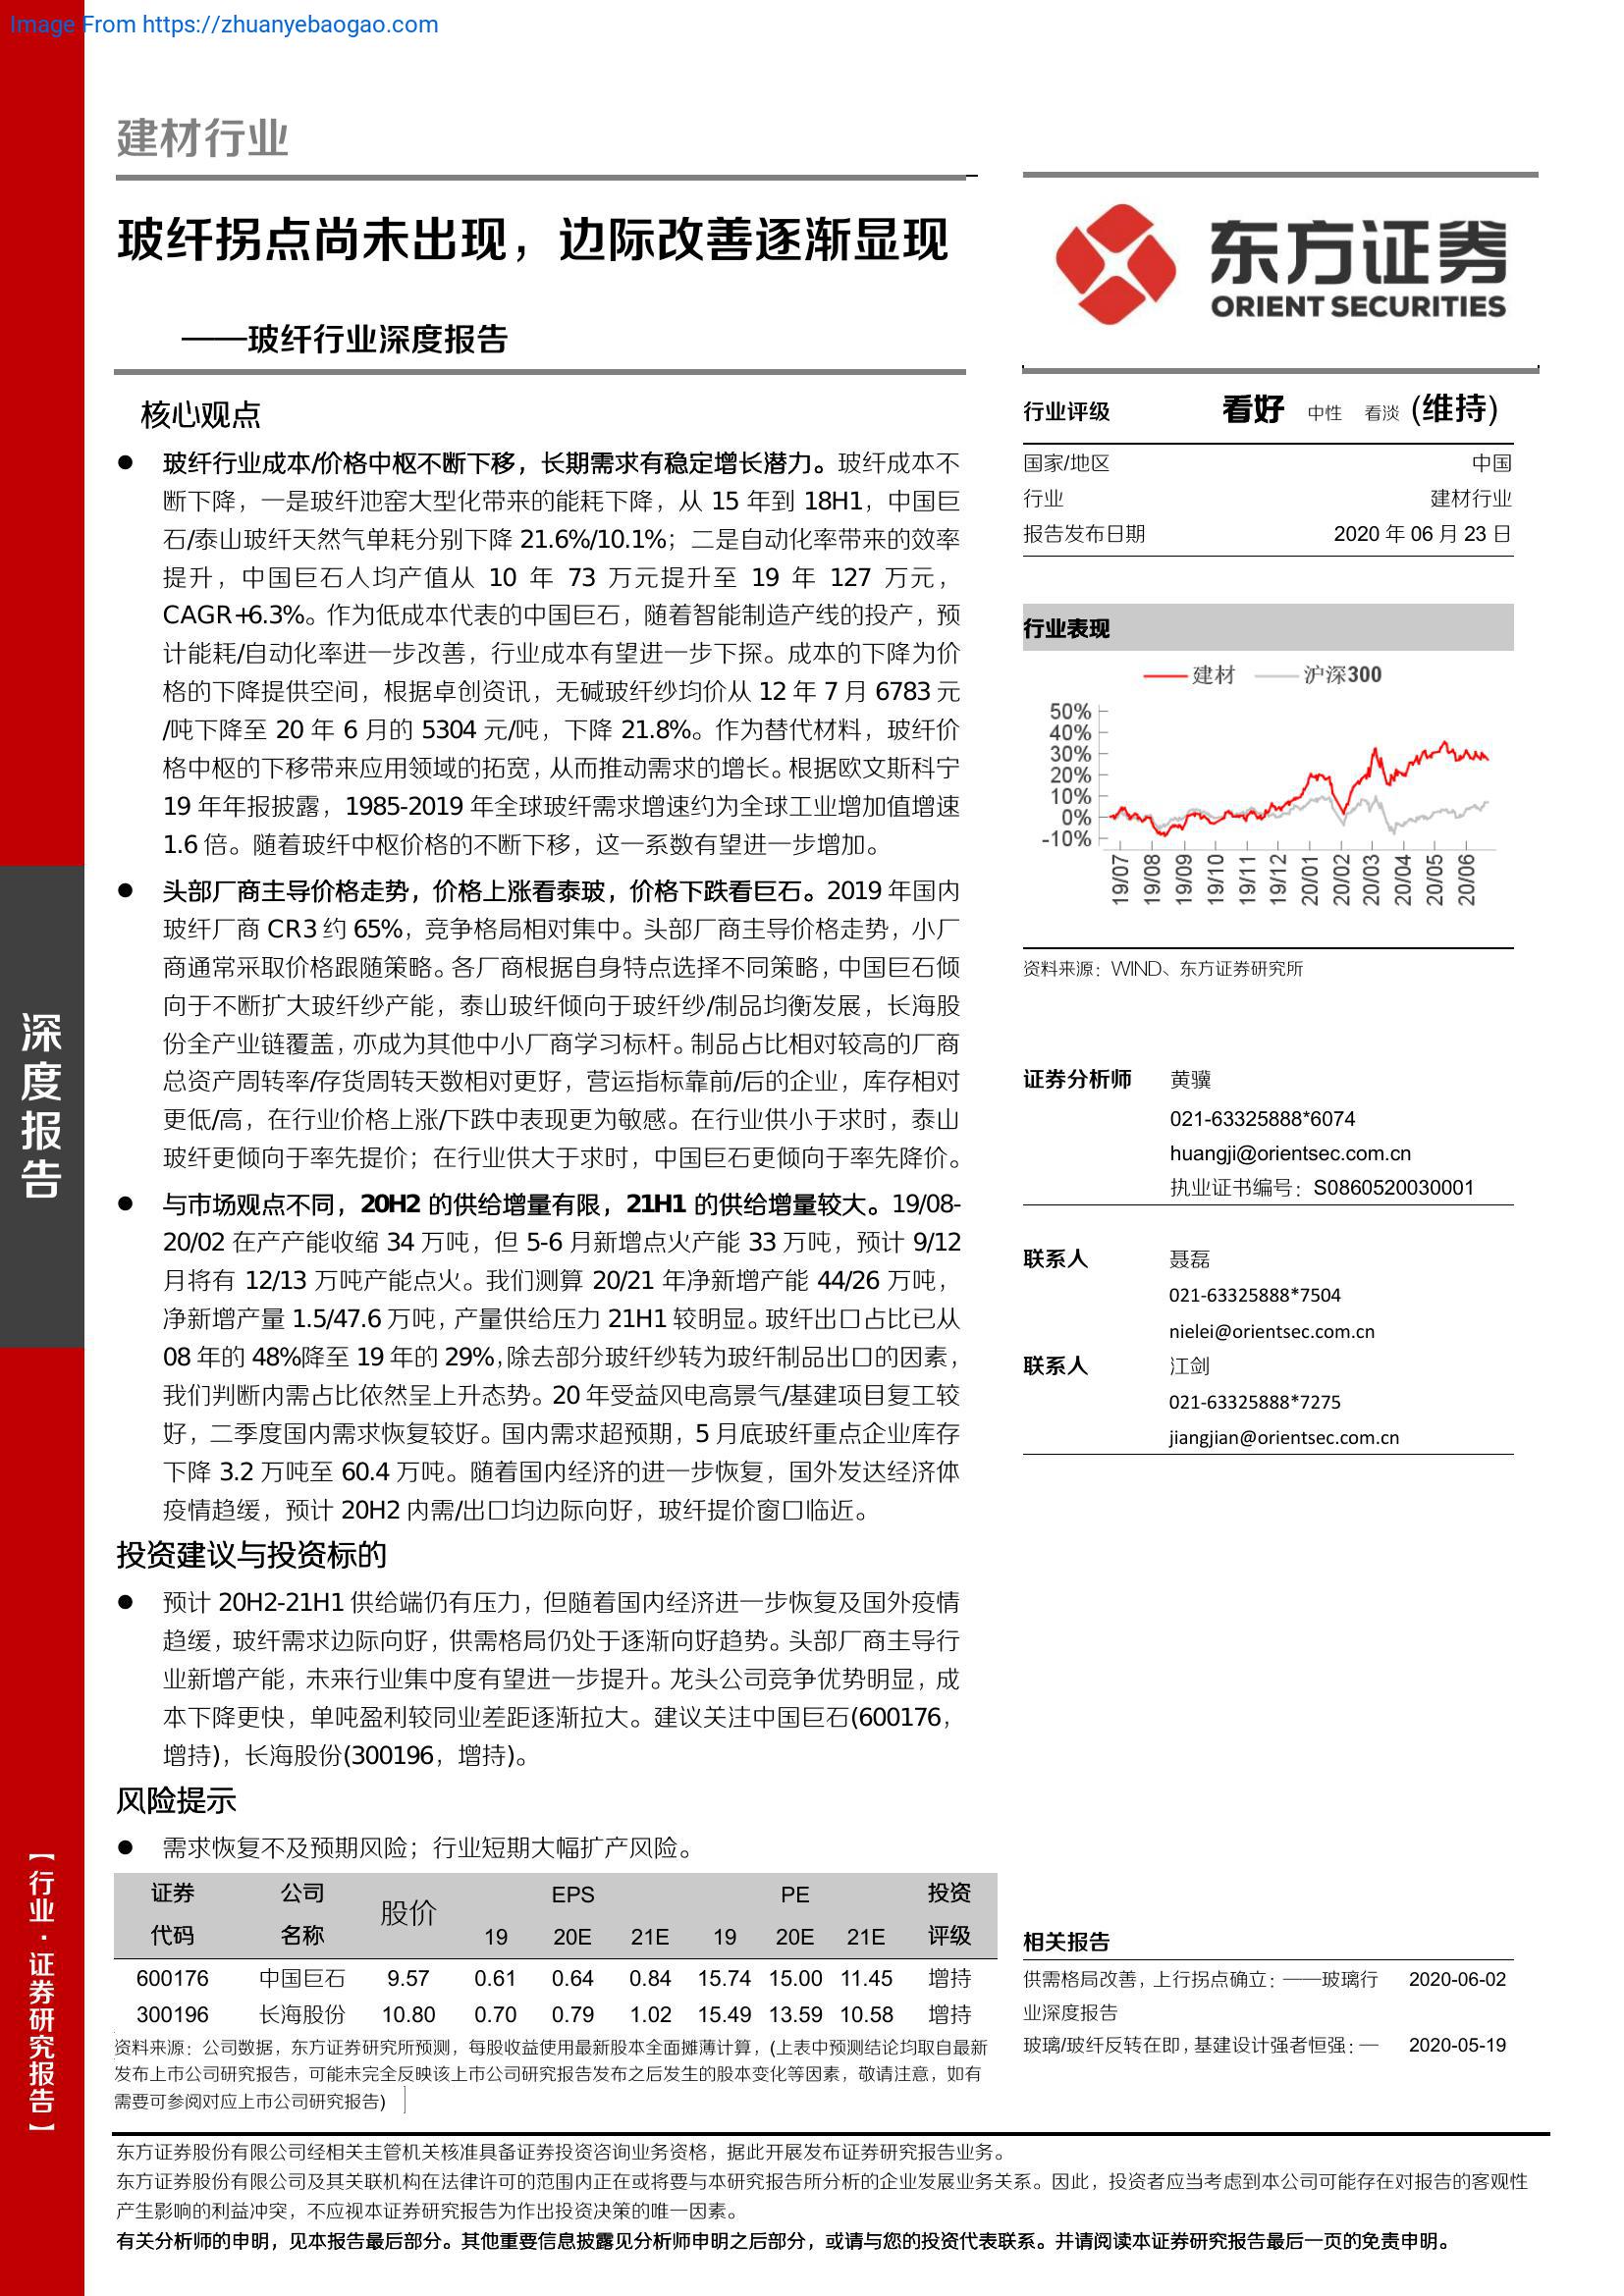 Image From https://zhuanyebaogao.com
建材行业
玻纤拐点尚未出现，边际改善逐渐显现
——玻纤行业深度报告
核心观点
● 玻纤行业成本/价格中枢不断下移，长期需求有稳定增长潜力。玻纤成本不
断下降，一是玻纤池窑大型化带来的能耗下降，从 15 年到 18H1，中国巨
石/泰山玻纤天然气单耗分别下降 21.6%/10.1%；二是自动化率带来的效率
提升，中国巨石人均产值从 10 年 73 万元提升至 19 年 127 万元，
CAGR+6.3%。作为低成本代表的中国巨石，随着智能制造产线的投产，预
计能耗/自动化率进一步改善，行业成本有望进一步下探。成本的下降为价
格的下降提供空间，根据卓创资讯，无碱玻纤纱均价从 12 年 7 月 6783 元
/吨下降至 20 年 6 月的 5304 元/吨，下降 21.8%。作为替代材料，玻纤价
格中枢的下移带来应用领域的拓宽，从而推动需求的增长。根据欧文斯科宁
19 年年报披露，1985-2019 年全球玻纤需求增速约为全球工业增加值增速
1.6 倍。随着玻纤中枢价格的不断下移，这一系数有望进一步增加。
● 头部厂商主导价格走势，价格上涨看泰玻，价格下跌看巨石。2019 年国内
玻纤厂商 CR3 约 65%，竞争格局相对集中。头部厂商主导价格走势，小厂
商通常采取价格跟随策略。各厂商根据自身特点选择不同策略，中国巨石倾
向于不断扩大玻纤纱产能，泰山玻纤倾向于玻纤纱/制品均衡发展，长海股
份全产业链覆盖，亦成为其他中小厂商学习标杆。制品占比相对较高的厂商
总资产周转率/存货周转天数相对更好，营运指标靠前/后的企业，库存相对
更低/高，在行业价格上涨/下跌中表现更为敏感。在行业供小于求时，泰山
玻纤更倾向于率先提价；在行业供大于求时，中国巨石更倾向于率先降价。
● 与市场观点不同，20H2 的供给增量有限，21H1 的供给增量较大。19/08-
20/02 在产产能收缩 34 万吨，但 5-6 月新增点火产能 33 万吨，预计 9/12
月将有 12/13 万吨产能点火。我们测算 20/21 年净新增产能 44/26 万吨，
净新增产量 1.5/47.6 万吨，产量供给压力 21H1 较明显。玻纤出口占比已从
08 年的 48%降至 19 年的 29%，除去部分玻纤纱转为玻纤制品出口的因素，
我们判断内需占比依然呈上升态势。20 年受益风电高景气/基建项目复工较
好，二季度国内需求恢复较好。国内需求超预期，5 月底玻纤重点企业库存
下降 3.2 万吨至 60.4 万吨。随着国内经济的进一步恢复，国外发达经济体
疫情趋缓，预计 20H2 内需/出口均边际向好，玻纤提价窗口临近。
投资建议与投资标的
● 预计 20H2-21H1 供给端仍有压力，但随着国内经济进一步恢复及国外疫情
趋缓，玻纤需求边际向好，供需格局仍处于逐渐向好趋势。头部厂商主导行
业新增产能，未来行业集中度有望进一步提升。龙头公司竞争优势明显，成
本下降更快，单吨盈利较同业差距逐渐拉大。建议关注中国巨石(600176，
增持)，长海股份(300196，增持)。
风险提示
● 需求恢复不及预期风险；行业短期大幅扩产风险。
证券 公司 股价 EPS PE 投资
代码 名称 19 20E 21E 19 20E 21E 评级
600176 中国巨石 9.57 0.61 0.64 0.84 15.74 15.00 11.45 增持
300196 长海股份 10.80 0.70 0.79 1.02 15.49 13.59 10.58 增持
资料来源：公司数据，东方证券研究所预测，每股收益使用最新股本全面摊薄计算，(上表中预测结论均取自最新
发布上市公司研究报告，可能未完全反映该上市公司研究报告发布之后发生的股本变化等因素，敬请注意，如有
需要可参阅对应上市公司研究报告)
东方证券
ORIENT SECURITIES
行业评级 看好 中性 看淡 (维持)
国家/地区 中国
行业 建材行业
报告发布日期 2020 年 06 月 23 日
行业表现
建材 沪深300
50%
40%
30%
20%
10%
0%
-10%
19/07 19/08 19/09 19/10 19/11 19/12 20/01 20/02 20/03 20/04 20/05 20/06
资料来源：WIND、东方证券研究所
证券分析师 黄骥
021-63325888*6074
huangji@orientsec.com.cn
执业证书编号：S0860520030001
联系人 聂磊
021-63325888*7504
nielei@orientsec.com.cn
联系人 江剑
021-63325888*7275
jiangjian@orientsec.com.cn
相关报告
供需格局改善，上行拐点确立：——玻璃行 2020-06-02
业深度报告
玻璃/玻纤反转在即，基建设计强者恒强：— 2020-05-19
深度报告
【行业·证券研究报告】
东方证券股份有限公司经相关主管机关核准具备证券投资咨询业务资格，据此开展发布证券研究报告业务。
东方证券股份有限公司及其关联机构在法律许可的范围内正在或将要与本研究报告所分析的企业发展业务关系。因此，投资者应当考虑到本公司可能存在对报告的客观性
产生影响的利益冲突，不应视本证券研究报告为作出投资决策的唯一因素。
有关分析师的申明，见本报告最后部分。其他重要信息披露见分析师申明之后部分，或请与您的投资代表联系。并请阅读本证券研究报告最后一页的免责申明。